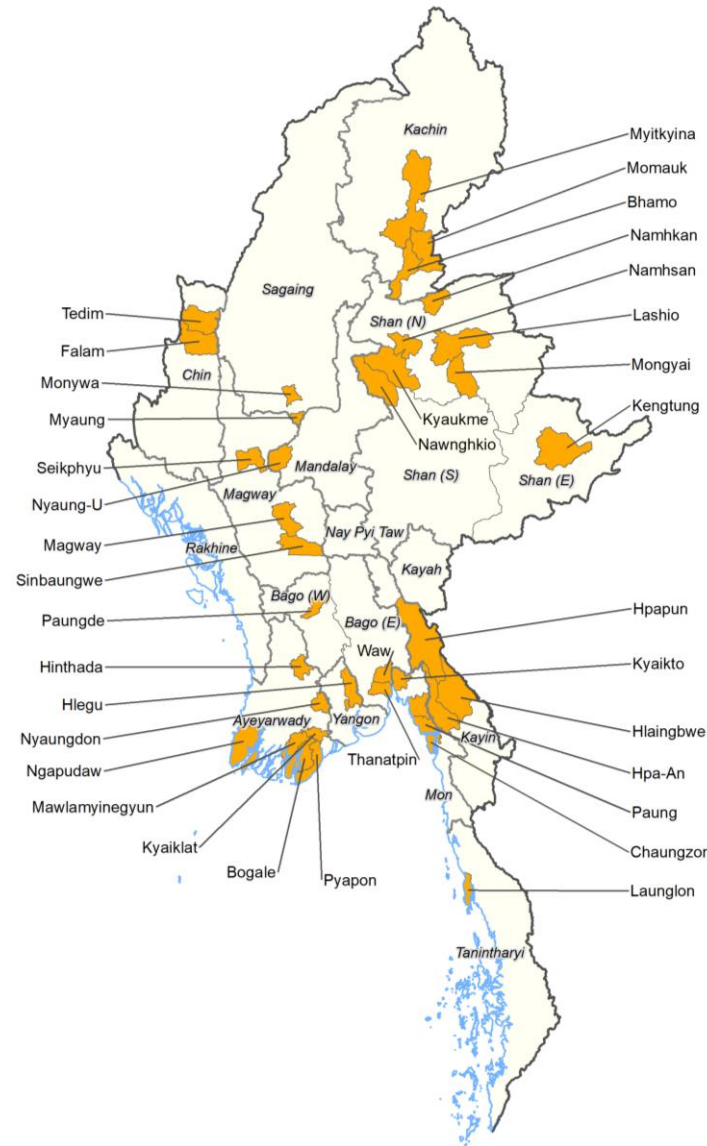 Kachin
Myitkyina
Momauk
Bhamo
Namhkan
Namhsan
Sagaing
Tedim
Shan (N)
Lashio
Falam
Chin
Mongyai
Monywa
Kengtung
Myaung
Kyaukme
Nawnghkio
Seikphyu
Mandalay
Shan (S)
Shan (E)
Nyaung-U
Magway
Magway
Nay Pyi Taw
Rakhine
Kayah
Sinbaungwe
Bago (W)
Paungde
Bago (E)
Hpapun
Waw
Kyaikto
Hinthada
Hlegu
Hlaingbwe
Nyaungdon
Ayeyarwady
Yangon
Kayin
Thanatpin
Hpa-An
Ngapudaw
Mon
Paung
Mawlamyinegyun
Chaungzon
Kyaiklat
Bogale
Pyapon
Launglon
Tanintharyi